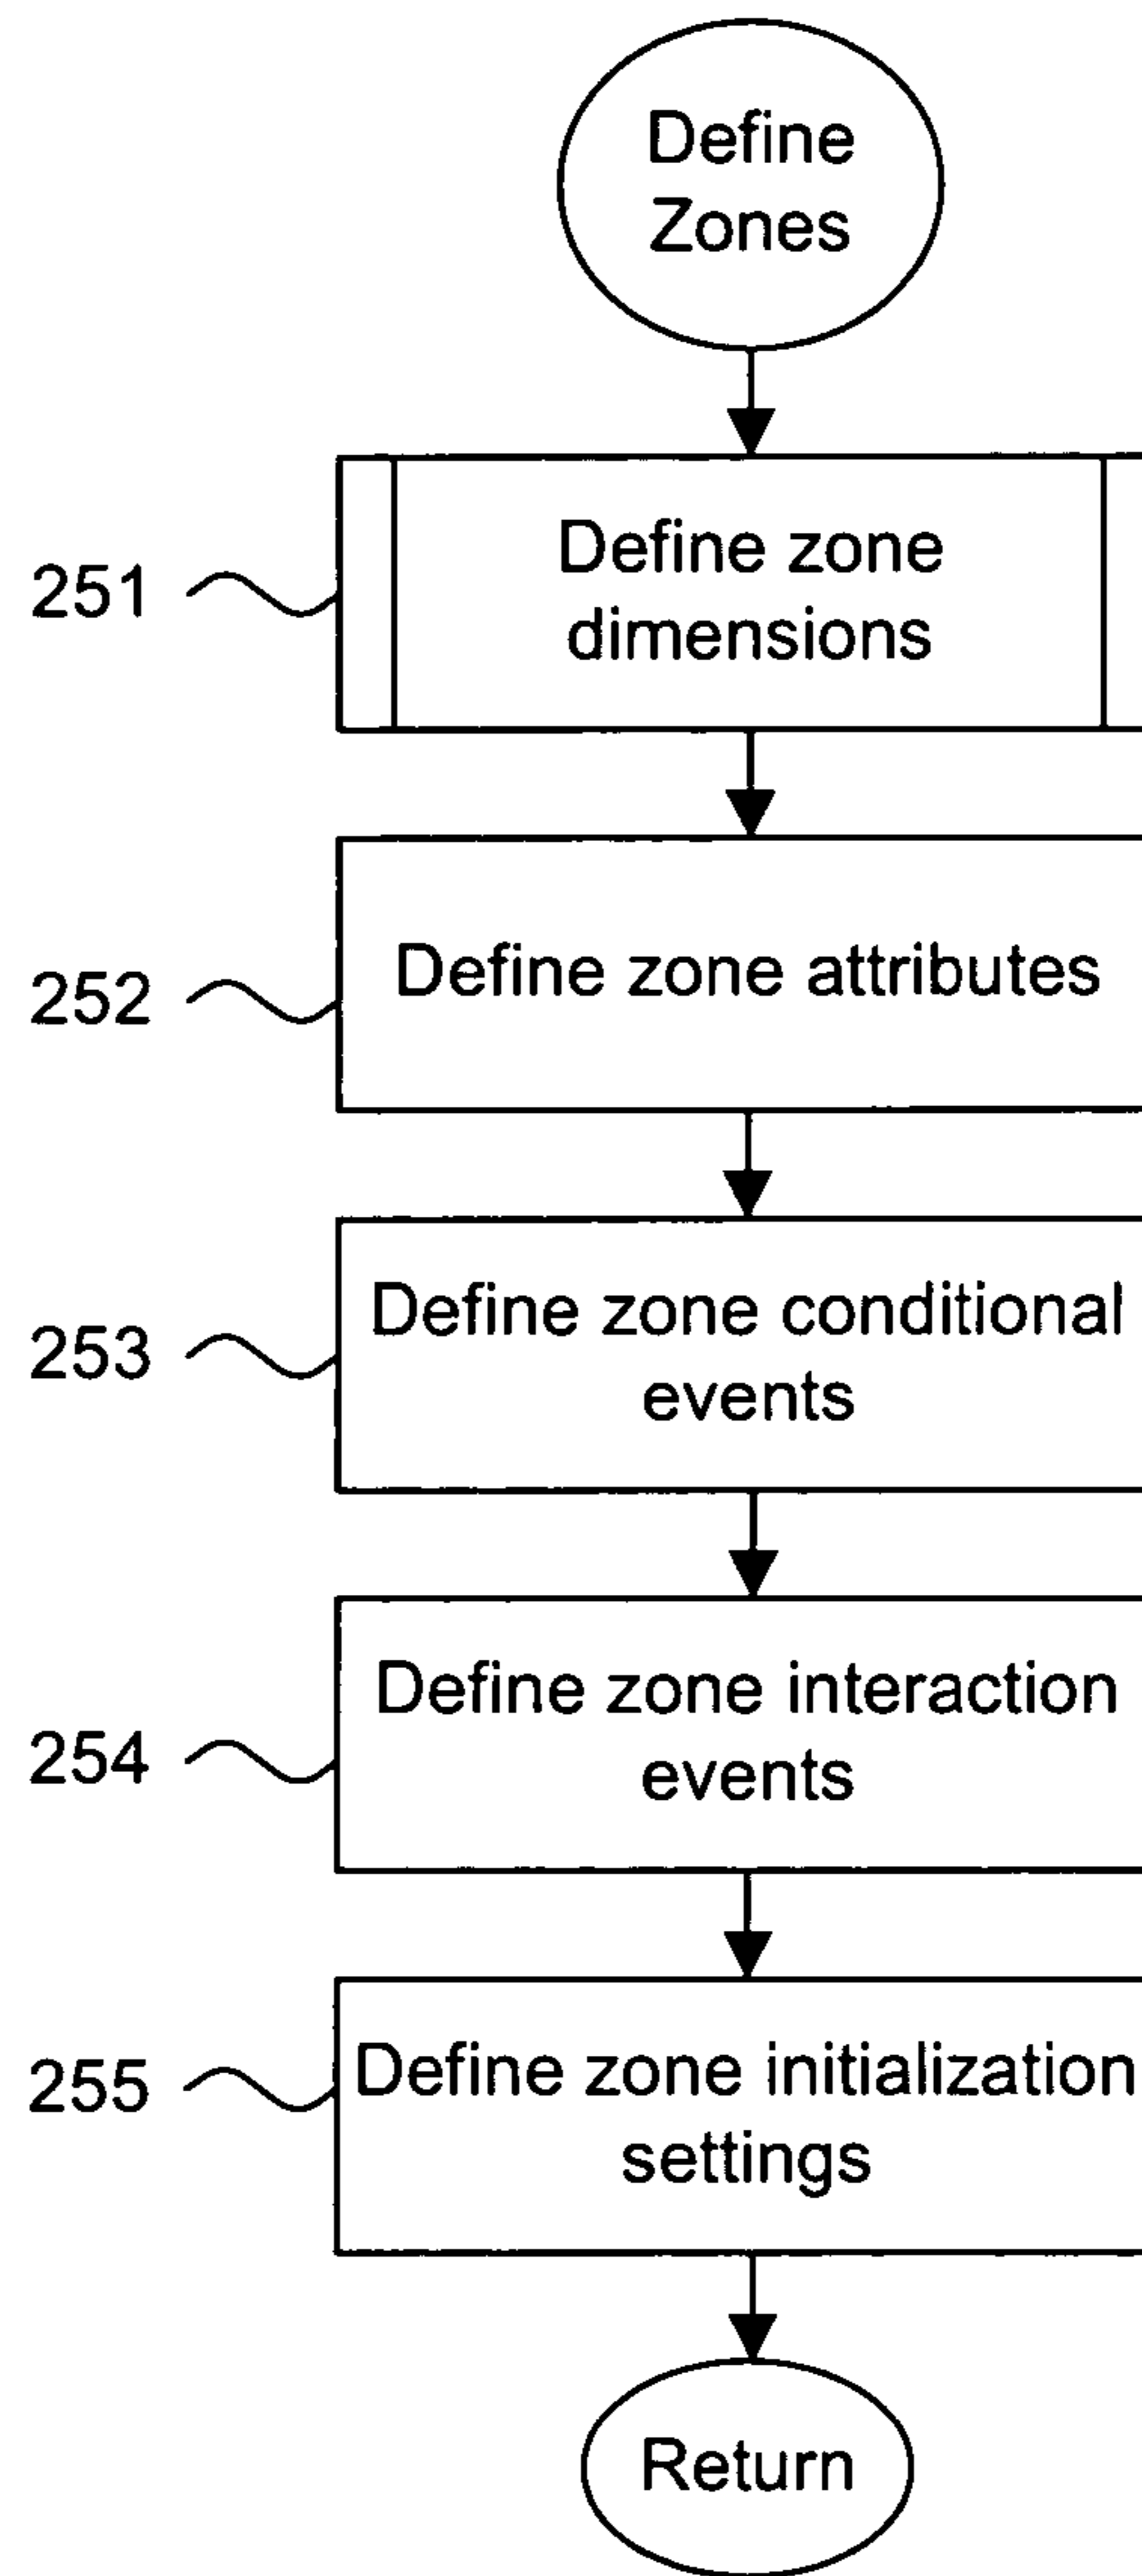 Define
Zones
251
Define zone
dimensions
252
Define zone attributes
253
Define zone conditional
events
254
Define zone interaction
events
255
Define zone initialization
settings
Return